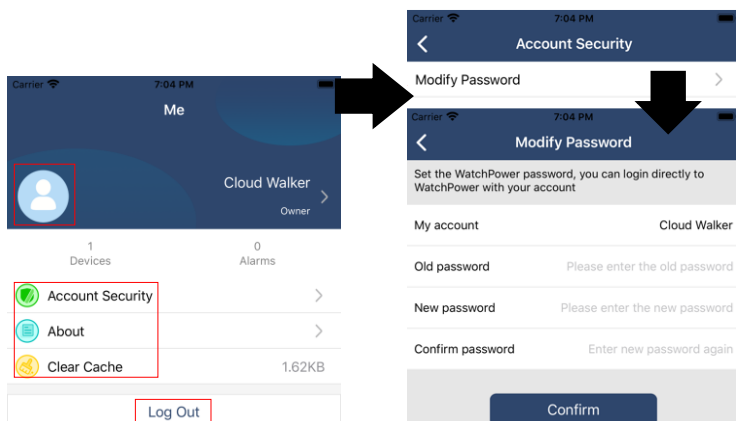 Carrier 7:04 PM
Me
Cloud Walker
Owner
1 0
Devices Alarms
Account Security
About
Clear Cache 1.62KB
Log Out
Carrier 7:04 PM
Account Security
Modify Password
Carrier 7:04 PM
Modify Password
Set the WatchPower password, you can login directly to
WatchPower with your account
My account Cloud Walker
Old password Please enter the old password
New password Please enter the new password
Confirm password Enter new password again
Confirm